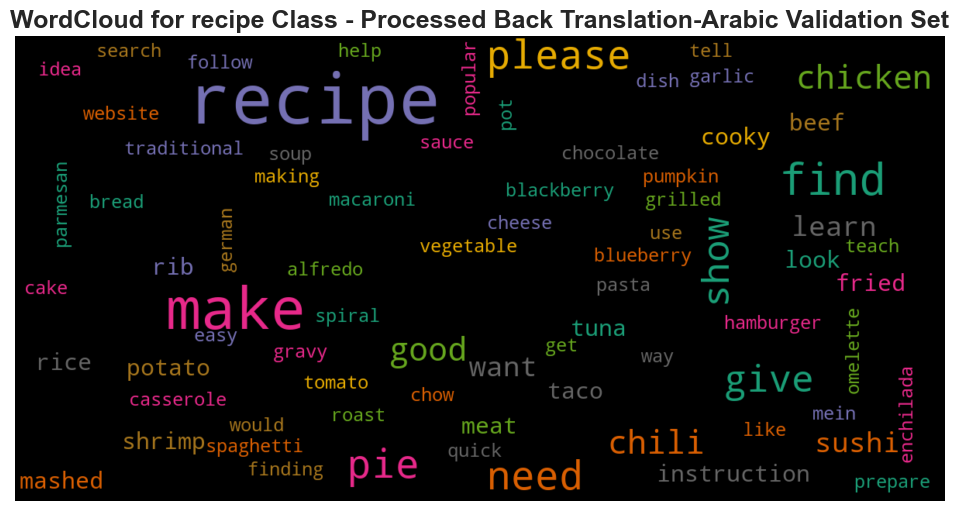 WordCloud for recipe Class - Processed Back Translation-Arabic Validation Set
search
help
please
tell
idea
follow
popular
dish
garlic
chicken
recipe
website
pot
beef
cooky
traditional
soup
sauce
chocolate
making
pumpkin
find
parmesan
bread
macaroni
blackberry
grilled
german
cheese
show
learn
vegetable
use
teach
rib
alfredo
blueberry
look
cake
pasta
fried
make
spiral
easy
tuna
hamburger
omelette
gravy
good
get
way
rice
want
potato
tomato
chow
taco
give
enchilada
casserole
roast
mein
would
meat
like
shrimp
spaghetti
quick
chili
sushi
finding
pie
need
instruction
mashed
prepare